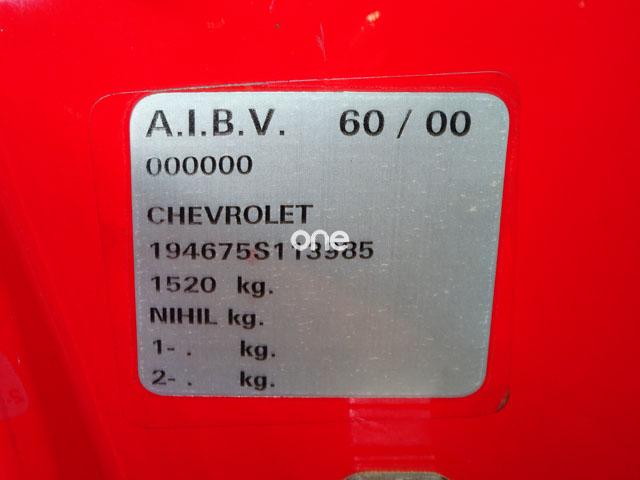 A.I.B.V. 60 / 00
000000
CHEVROLET
one
194675S113985
1520 kg.
NIHIL kg.
1- . kg.
2- . kg.